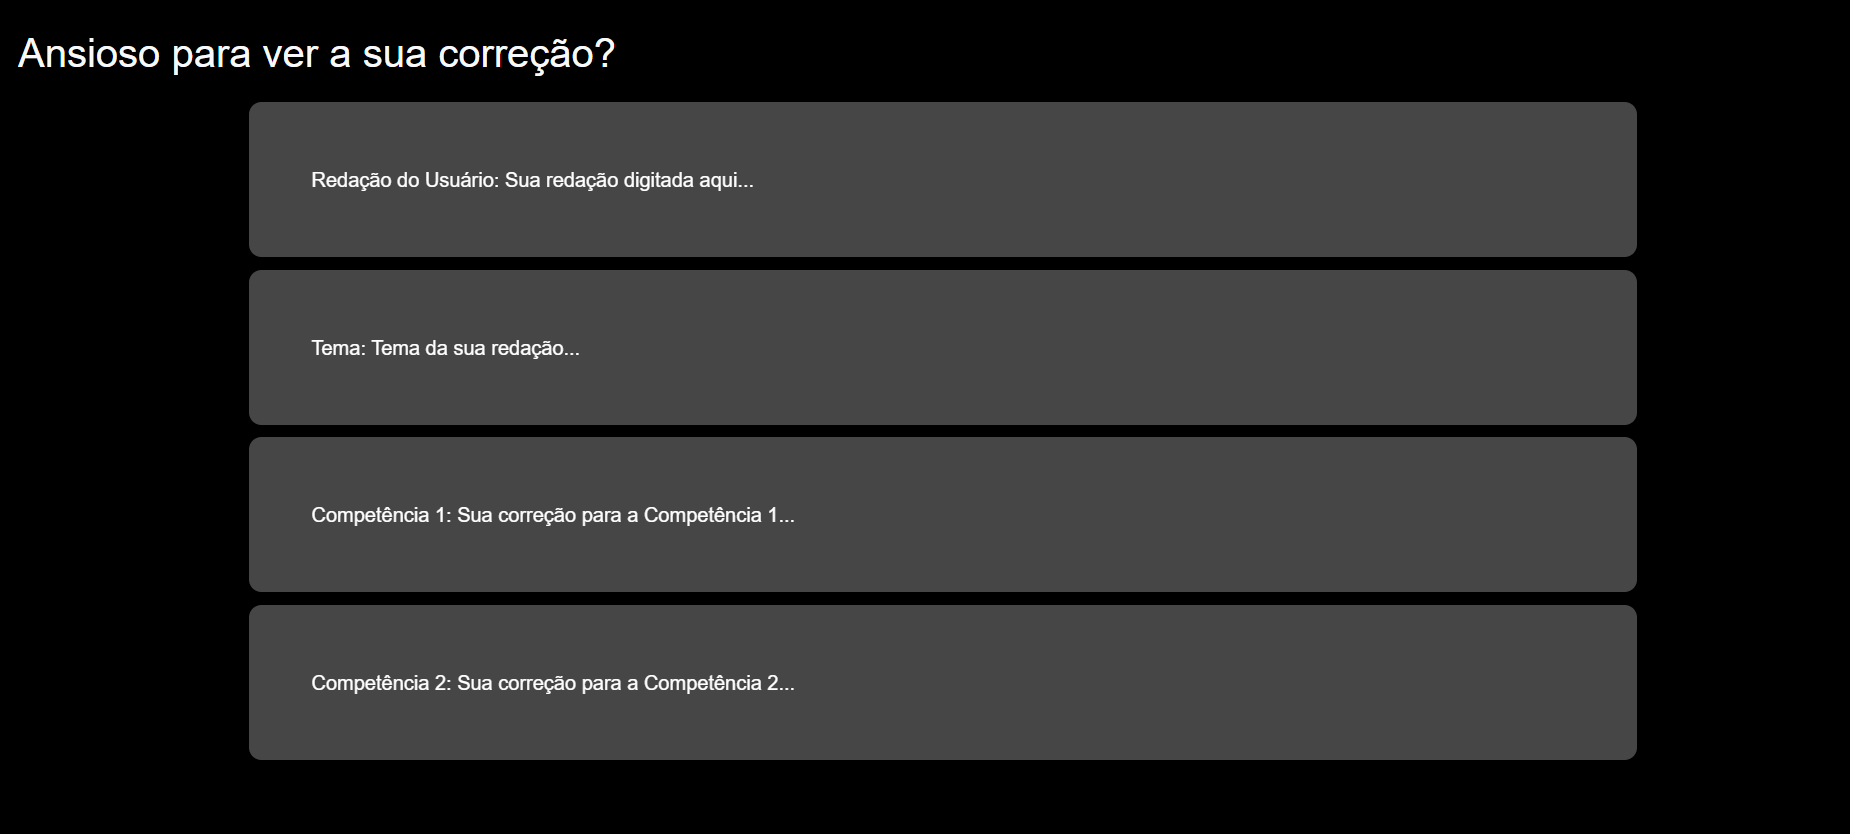 Ansioso para ver a sua correção?
Redação do Usuário: Sua redação digitada aqui...
Tema: Tema da sua redação...
Competência 1: Sua correção para a Competência 1...
Competência 2: Sua correção para a Competência 2...